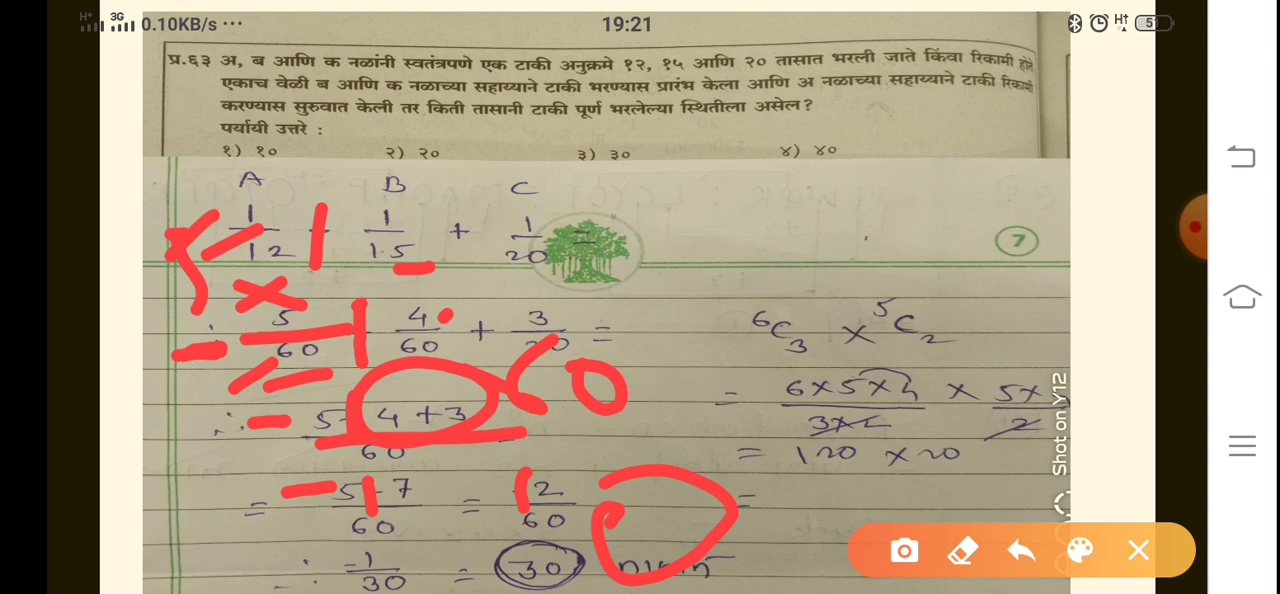 H+ 3G 0.10KB/s ... 19:21 H+ 51
प्र.६३ अ, ब आणि क नळांनी स्वतंत्रपणे एक टाकी अनुक्रमे १२, १५ आणि २० तासात भरली जाते किंवा रिकामी होते
एकाच वेळी ब आणि क नळाच्या सहाय्याने टाकी भरण्यास प्रारंभ केला आणि अ नळाच्या सहाय्याने टाकी रिकामी
करण्यास सुरुवात केली तर किती तासानी टाकी पूर्ण भरलेल्या स्थितीला असेल?
पर्यायी उत्तरे :
१) १० २) २० ३) ३० ४) ४०
A B C
1/12 1/15 + 1/20 =
7
∴ 5/60 4/60 + 3/ =
6C3 × 5C2
∴ 5 4+3 / 60
= 6×5×4 / × 5× / 2
= 120 × 20
= 5 7 / 60 = 2/60 =
∴ -1/30 = 30
Shot on Y12